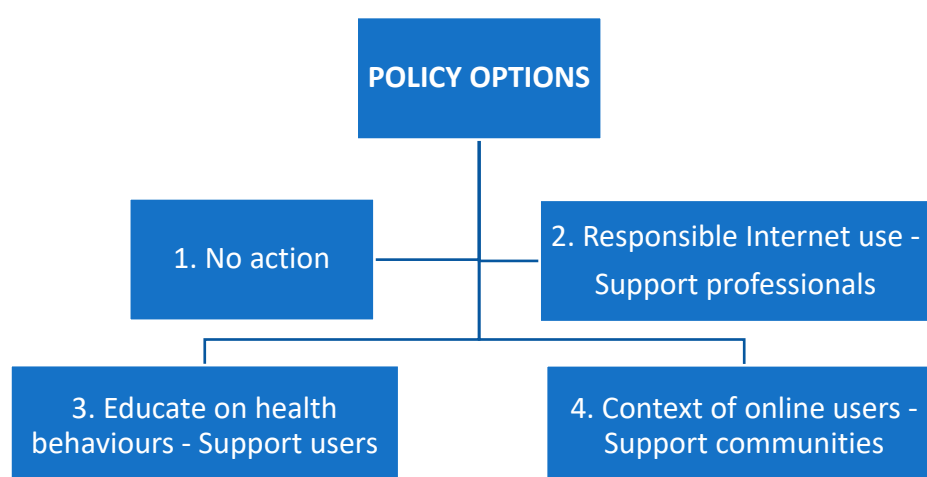 POLICY OPTIONS
1. No action
2. Responsible Internet use -
Support professionals
3. Educate on health
behaviours - Support users
4. Context of online users -
Support communities